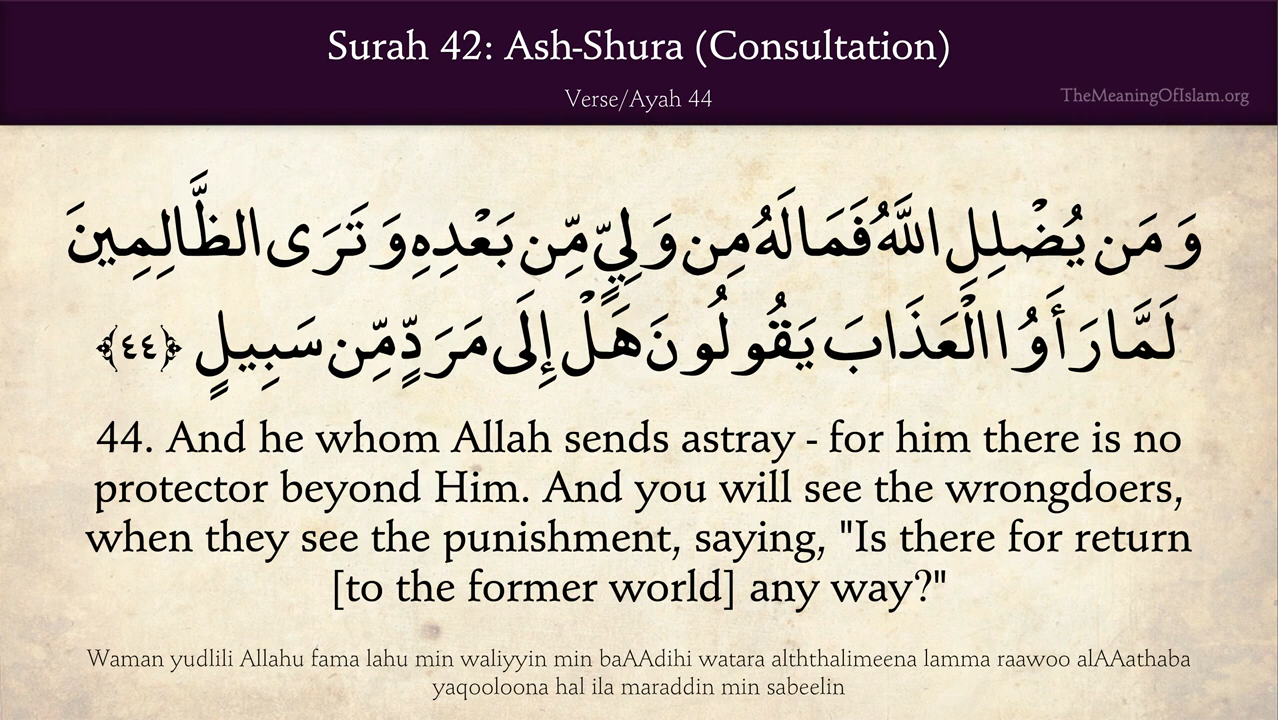 Surah 42: Ash-Shura (Consultation)
Verse/Ayah 44
TheMeaningOfIslam.org
وَمَن يُضْلِلِ اللَّهُ فَمَا لَهُ مِن وَلِيٍّ مِّن بَعْدِهِ وَتَرَى الظَّالِمِينَ
لَمَّا رَأَوُا الْعَذَابَ يَقُولُونَ هَلْ إِلَى مَرَدٍّ مِّن سَبِيلٍ ﴿٤٤﴾
44. And he whom Allah sends astray - for him there is no
protector beyond Him. And you will see the wrongdoers,
when they see the punishment, saying, "Is there for return
[to the former world] any way?"
Waman yudlili Allahu fama lahu min waliyyin min baAAdihi watara alththalimeena lamma raawoo alAAathaba
yaqooloona hal ila maraddin min sabeelin